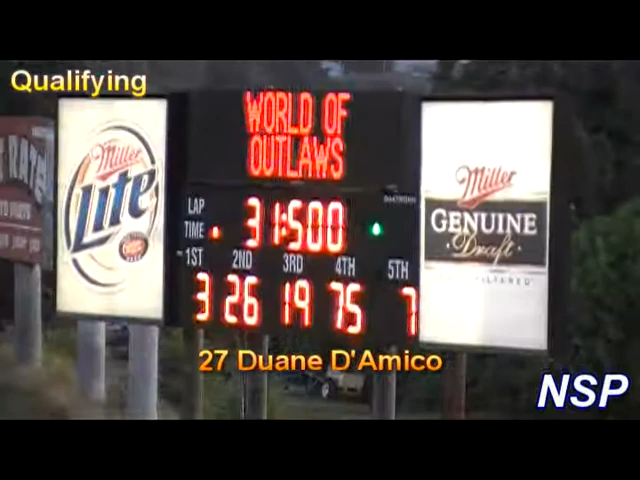 Qualifying
WORLD OF
OUTLAWS
Miller
Lite
LAP
TIME
31:500
1ST 2ND 3RD 4TH 5TH
3 26 19 75 7
Miller
GENUINE
Draft
27 Duane D'Amico
NSP